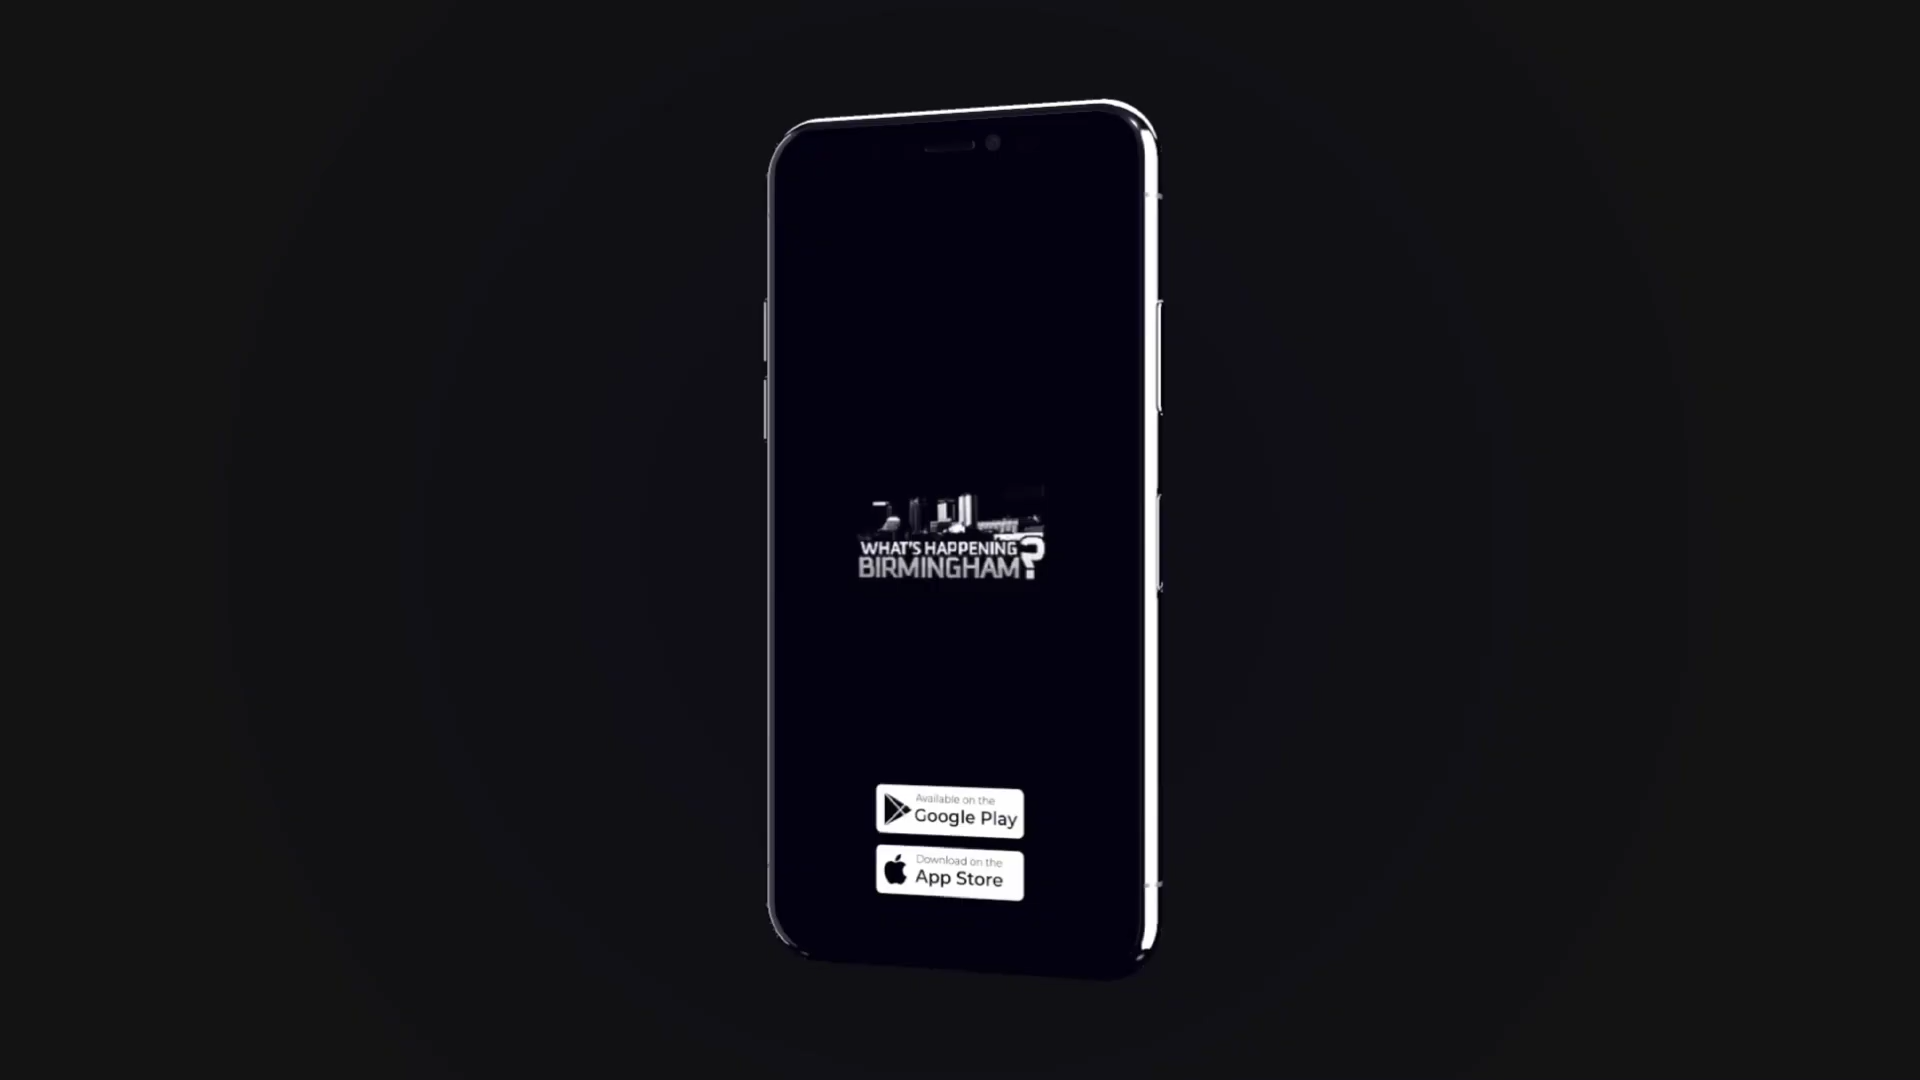 WHAT'S HAPPENING
BIRMINGHAM?
Available on the
Google Play
Download on the
App Store